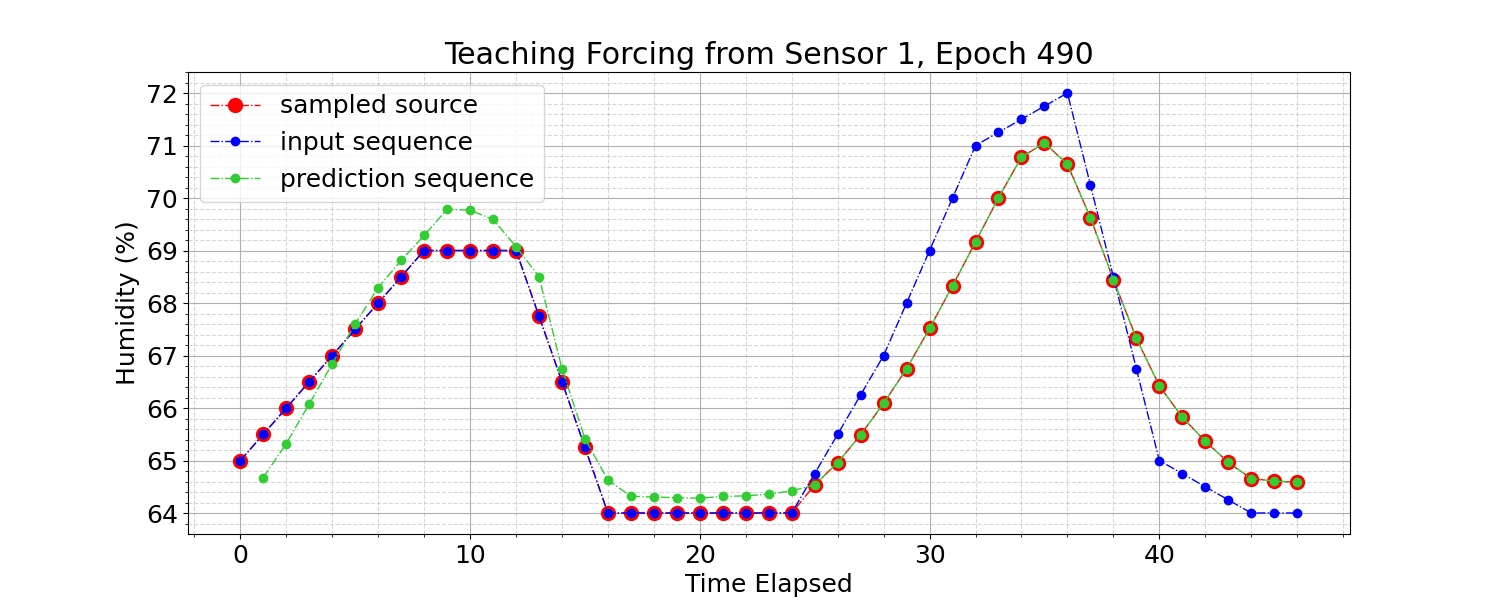 Teaching Forcing from Sensor 1, Epoch 490
sampled source
input sequence
prediction sequence
Humidity (%)
72
71
70
69
68
67
66
65
64
0 10 20 30 40
Time Elapsed